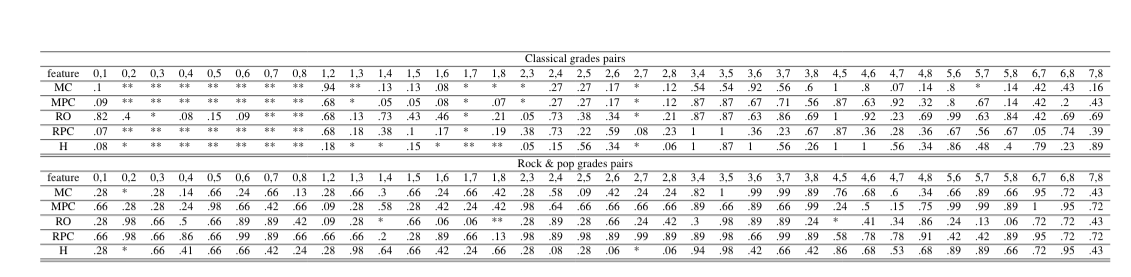 Classical grades pairs
feature 0,1 0,2 0,3 0,4 0,5 0,6 0,7 0,8 1,2 1,3 1,4 1,5 1,6 1,7 1,8 2,3 2,4 2,5 2,6 2,7 2,8 3,4 3,5 3,6 3,7 3,8 4,5 4,6 4,7 4,8 5,6 5,7 5,8 6,7 6,8 7,8
MC .1 ** ** ** ** ** ** ** .94 ** .13 .13 .08 * * * .27 .27 .17 * .12 .54 .54 .92 .56 .6 1 .8 .07 .14 .8 * .14 .42 .43 .16
MPC .09 ** ** ** ** ** ** ** .68 * .05 .05 .08 * .07 * .27 .27 .17 * .12 .87 .87 .67 .71 .56 .87 .63 .92 .32 .8 .67 .14 .42 .2 .43
RO .82 .4 * .08 .15 .09 ** ** .68 .13 .73 .43 .46 * .21 .05 .73 .38 .34 * .21 .87 .87 .63 .86 .69 1 .92 .23 .69 .99 .63 .84 .42 .69 .69
RPC .07 ** ** ** ** ** ** ** .68 .18 .38 .1 .17 * .19 .38 .73 .22 .59 .08 .23 1 1 .36 .23 .67 .87 .36 .28 .36 .67 .56 .67 .05 .74 .39
H .08 * ** ** ** ** ** ** .18 * * .15 * ** ** .05 .15 .56 .34 * .06 1 .87 1 .56 .26 1 1 .56 .34 .86 .48 .4 .79 .23 .89
Rock & pop grades pairs
feature 0,1 0,2 0,3 0,4 0,5 0,6 0,7 0,8 1,2 1,3 1,4 1,5 1,6 1,7 1,8 2,3 2,4 2,5 2,6 2,7 2,8 3,4 3,5 3,6 3,7 3,8 4,5 4,6 4,7 4,8 5,6 5,7 5,8 6,7 6,8 7,8
MC .28 * .28 .14 .66 .24 .66 .13 .28 .66 .3 .66 .24 .66 .42 .28 .58 .09 .42 .24 .24 .82 1 .99 .99 .89 .76 .68 .6 .34 .66 .89 .66 .95 .72 .43
MPC .66 .28 .28 .24 .98 .66 .42 .66 .09 .28 .58 .28 .42 .24 .42 .98 .64 .66 .66 .66 .66 .89 .66 .89 .66 .99 .24 .5 .15 .75 .99 .99 .89 1 .95 .72
RO .28 .98 .66 .5 .66 .89 .89 .42 .09 .28 * .66 .06 .06 ** .28 .89 .28 .66 .24 .42 .3 .98 .89 .89 .24 * .41 .34 .86 .24 .13 .06 .72 .72 .43
RPC .66 .98 .66 .86 .66 .99 .89 .66 .66 .66 .2 .28 .89 .66 .13 .98 .89 .98 .89 .99 .89 .89 .98 .66 .99 .89 .58 .78 .78 .91 .42 .42 .89 .95 .72 .72
H .28 * .66 .41 .66 .66 .42 .24 .28 .98 .64 .66 .42 .66 .24 .28 .06 .28 .06 * .06 .94 .98 .42 .66 .42 .86 .68 .53 .68 .89 .89 .66 .72 .95 .43